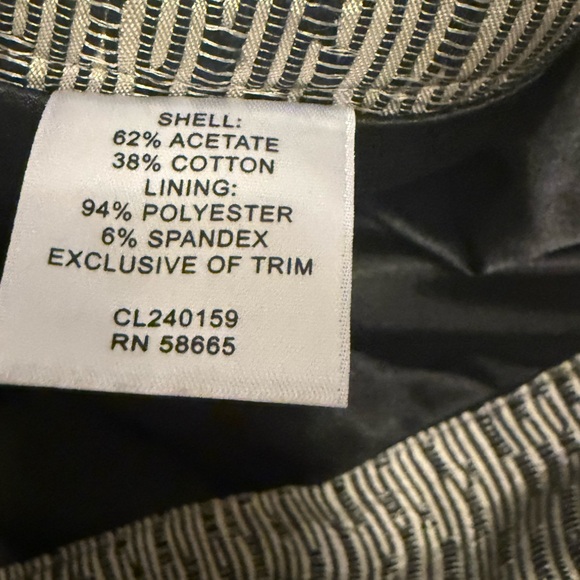 SHELL:
62% ACETATE
38% COTTON
LINING:
94% POLYESTER
6% SPANDEX
EXCLUSIVE OF TRIM
CL240159
RN 58665